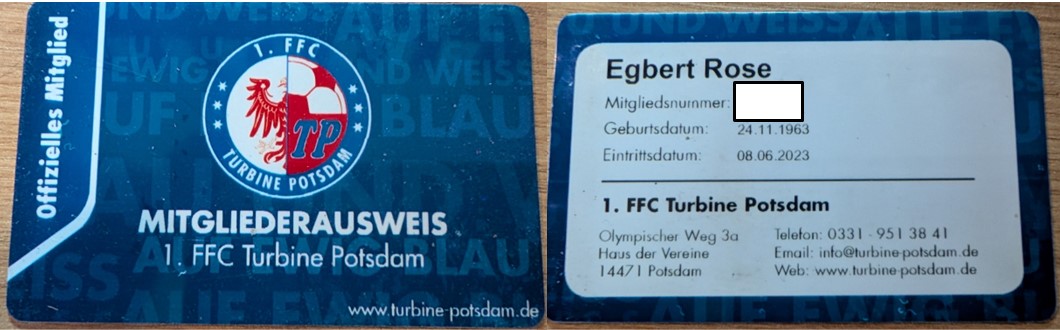 Offizielles Mitglied
1. FFC
TP
TURBINE POTSDAM
MITGLIEDERAUSWEIS
1. FFC Turbine Potsdam
www.turbine-potsdam.de
Egbert Rose
Mitgliedsnummer:
Geburtsdatum: 24.11.1963
Eintrittsdatum: 08.06.2023
1. FFC Turbine Potsdam
Olympischer Weg 3a Telefon: 0331 - 951 38 41
Haus der Vereine Email: info@turbine-potsdam.de
14471 Potsdam Web: www.turbine-potsdam.de